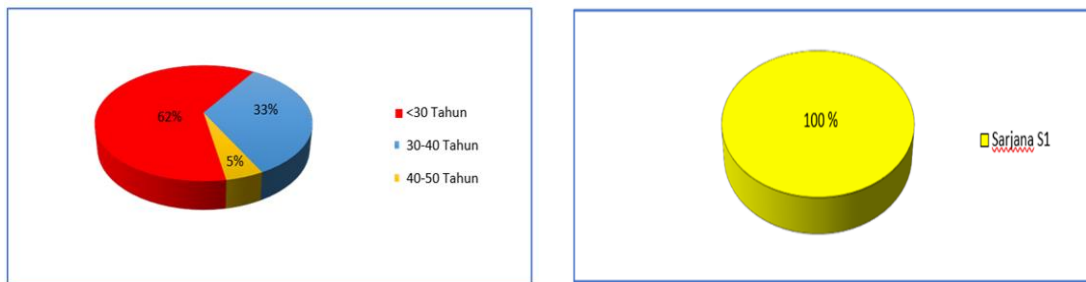 62%
33%
5%
<30 Tahun
30-40 Tahun
40-50 Tahun
100 %
Sarjana S1